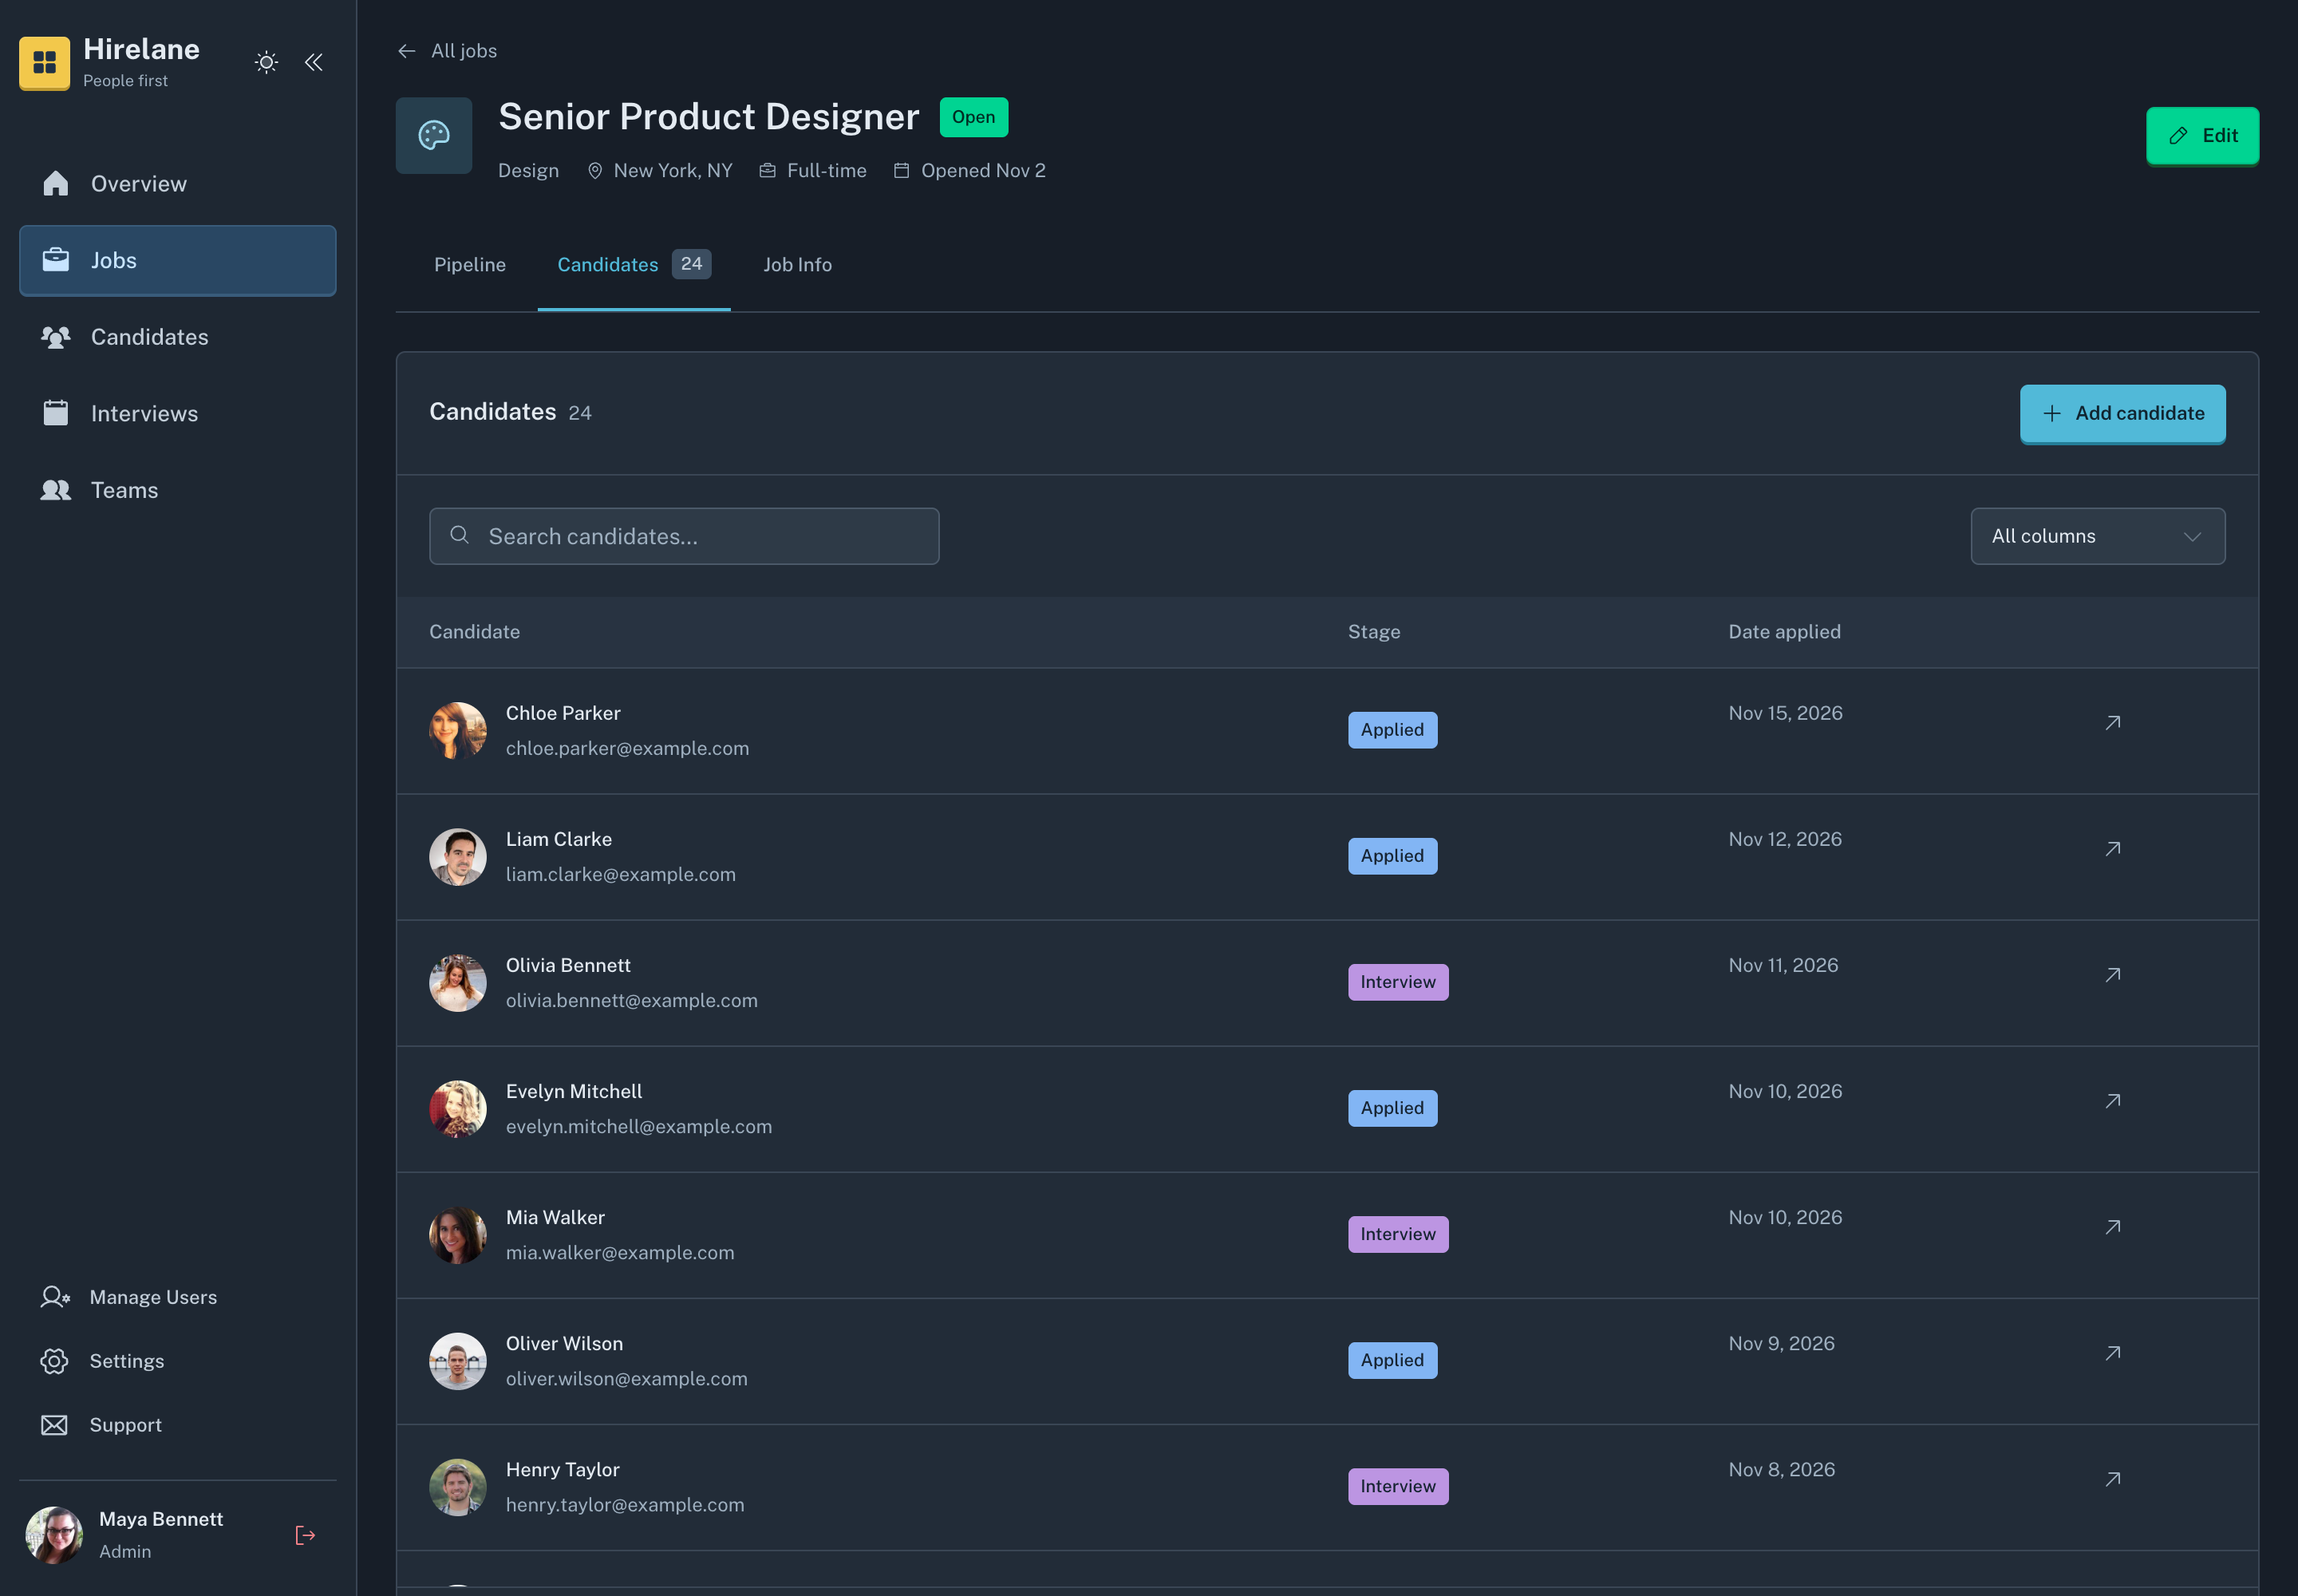 Hirelane
People first
Overview
Jobs
Candidates
Interviews
Teams
Manage Users
Settings
Support
Maya Bennett
Admin
All jobs
Senior Product Designer Open
Design New York, NY Full-time Opened Nov 2
Edit
Pipeline Candidates 24 Job Info
Candidates 24
Add candidate
Search candidates...
All columns
Candidate Stage Date applied
Chloe Parker
chloe.parker@example.com
Applied
Nov 15, 2026
Liam Clarke
liam.clarke@example.com
Applied
Nov 12, 2026
Olivia Bennett
olivia.bennett@example.com
Interview
Nov 11, 2026
Evelyn Mitchell
evelyn.mitchell@example.com
Applied
Nov 10, 2026
Mia Walker
mia.walker@example.com
Interview
Nov 10, 2026
Oliver Wilson
oliver.wilson@example.com
Applied
Nov 9, 2026
Henry Taylor
henry.taylor@example.com
Interview
Nov 8, 2026